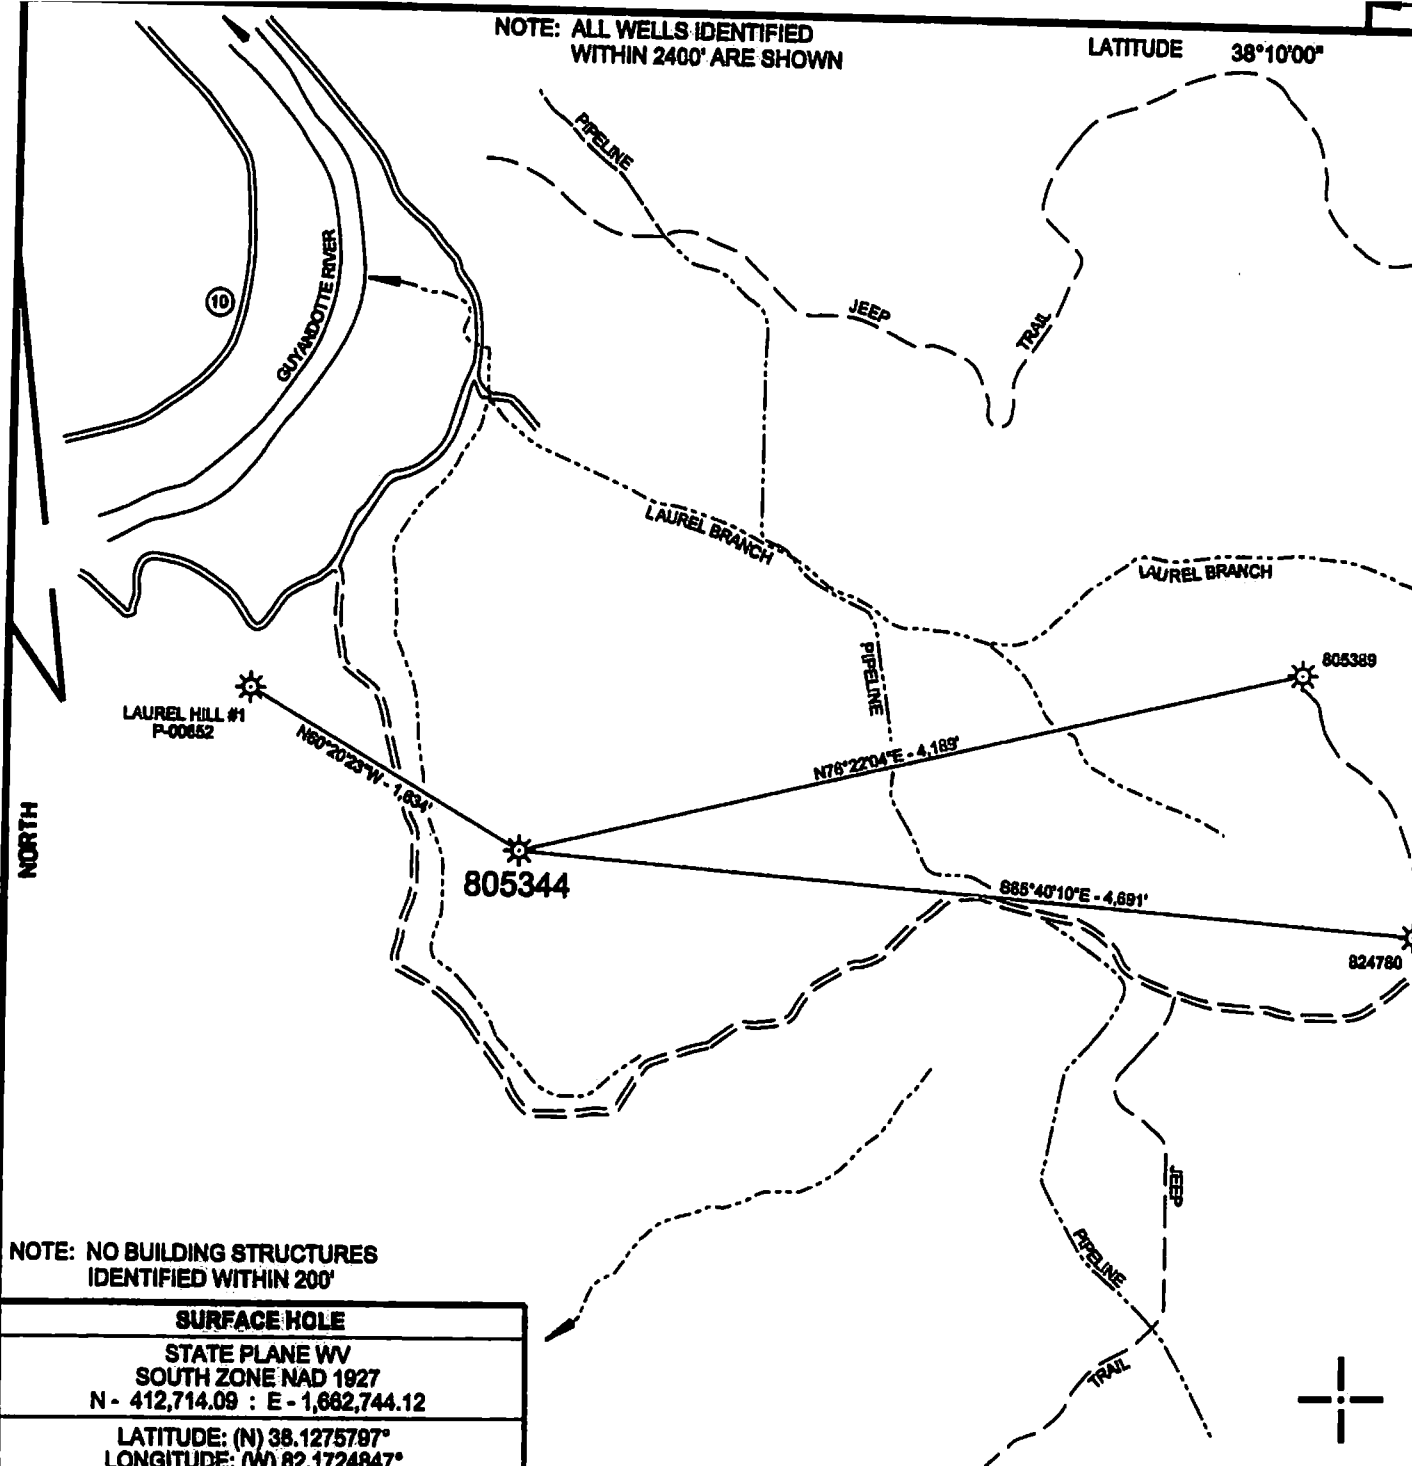 NOTE: ALL WELLS IDENTIFIED
WITHIN 2400' ARE SHOWN
LATITUDE 38°10'00"
PIPELINE
JEEP
TRAIL
10
GUYANDOTTE RIVER
LAUREL BRANCH
LAUREL BRANCH
PIPELINE
805389
LAUREL HILL #1
P-00652
N60°20'23"W - 1,634'
N76°22'04"E - 4,189'
NORTH
805344
S85°40'10"E - 4,691'
824780
JEEP
PIPELINE
TRAIL
NOTE: NO BUILDING STRUCTURES
IDENTIFIED WITHIN 200'
SURFACE HOLE
STATE PLANE WV
SOUTH ZONE NAD 1927
N - 412,714.09 : E - 1,662,744.12
LATITUDE: (N) 38.1275797°
LONGITUDE: (W) 82.1724847°